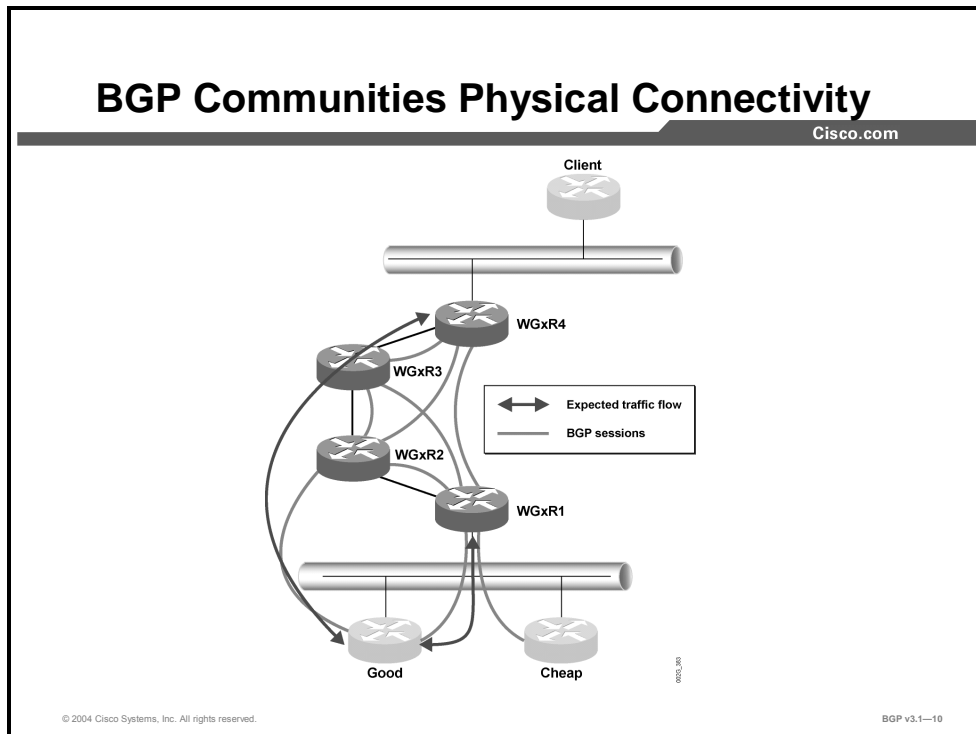 BGP Communities Physical Connectivity
Cisco.com
Client
WGxR4
WGxR3
Expected traffic flow
BGP sessions
WGxR2
WGxR1
Good
Cheap
002G_363
© 2004 Cisco Systems, Inc. All rights reserved.
BGP v3.1—10